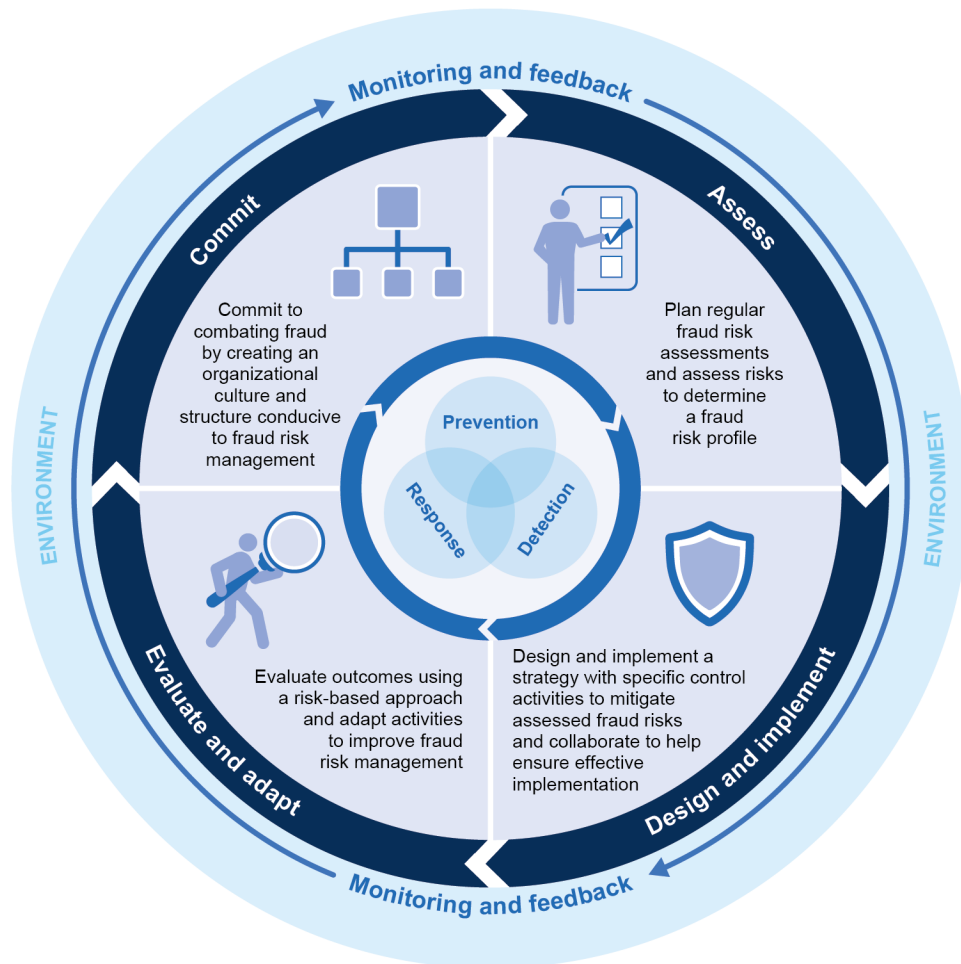 Monitoring and feedback
Commit
Commit to
combating fraud
by creating an
organizational
culture and
structure conducive
to fraud risk
management
Assess
Plan regular
fraud risk
assessments
and assess risks
to determine
a fraud
risk profile
ENVIRONMENT
Prevention
Response
Detection
ENVIRONMENT
Evaluate and adapt
Evaluate outcomes using
a risk-based approach
and adapt activities
to improve fraud
risk management
Design and implement
Design and implement a
strategy with specific control
activities to mitigate
assessed fraud risks
and collaborate to help
ensure effective
implementation
Monitoring and feedback